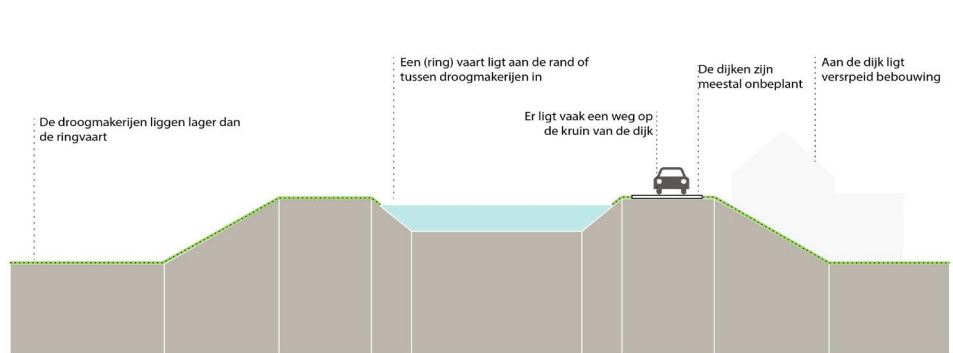 De droogmakerijen liggen lager dan
de ringvaart
Een (ring) vaart ligt aan de rand of
tussen droogmakerijen in
Er ligt vaak een weg op
de kruin van de dijk
De dijken zijn
meestal onbeplant
Aan de dijk ligt
versrpeid bebouwing